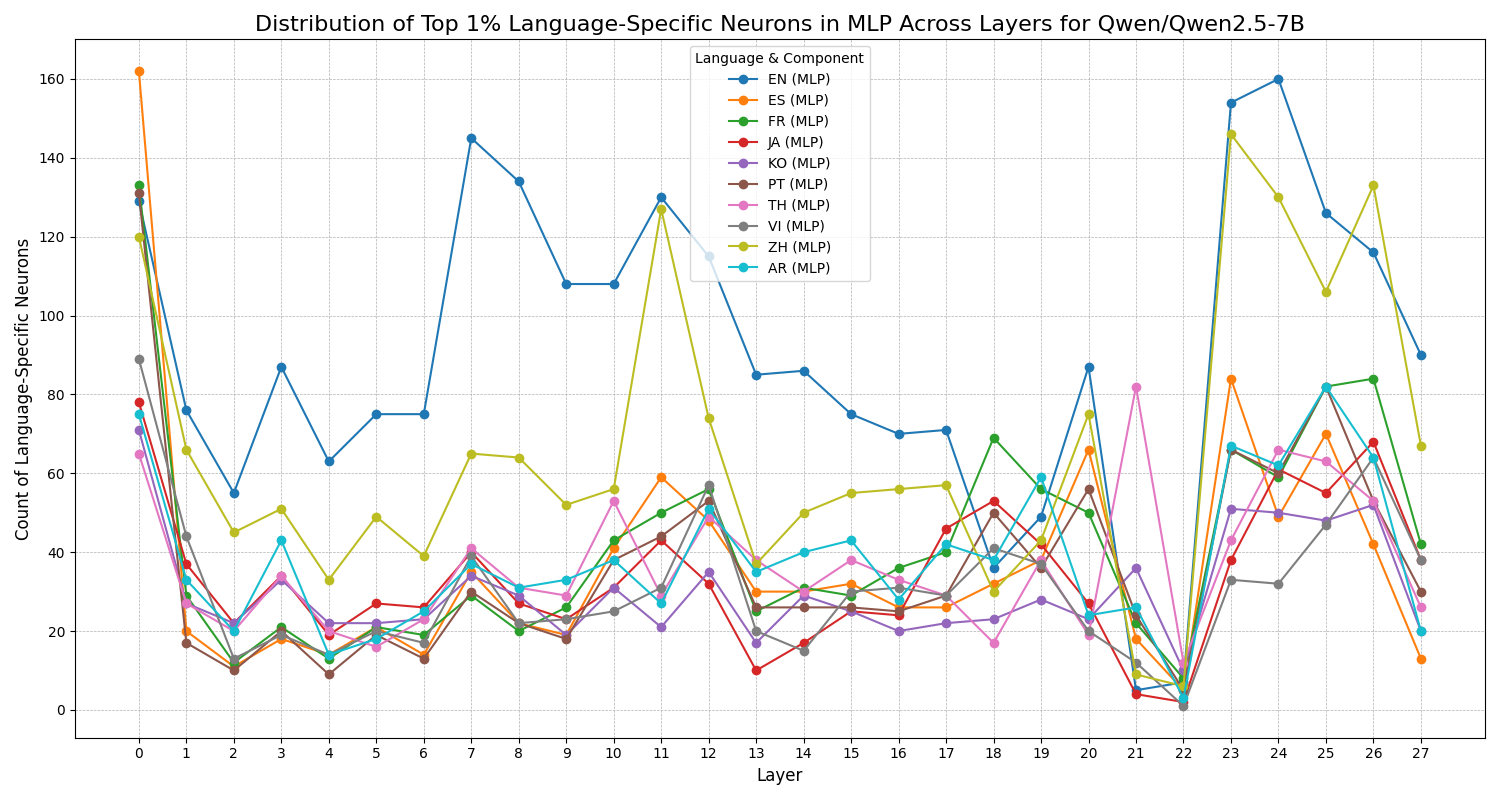 Distribution of Top 1% Language-Specific Neurons in MLP Across Layers for Qwen/Qwen2.5-7B
Language & Component
EN (MLP)
ES (MLP)
FR (MLP)
JA (MLP)
KO (MLP)
PT (MLP)
TH (MLP)
VI (MLP)
ZH (MLP)
AR (MLP)
Count of Language-Specific Neurons
160
140
120
100
80
60
40
20
0
0 1 2 3 4 5 6 7 8 9 10 11 12 13 14 15 16 17 18 19 20 21 22 23 24 25 26 27
Layer